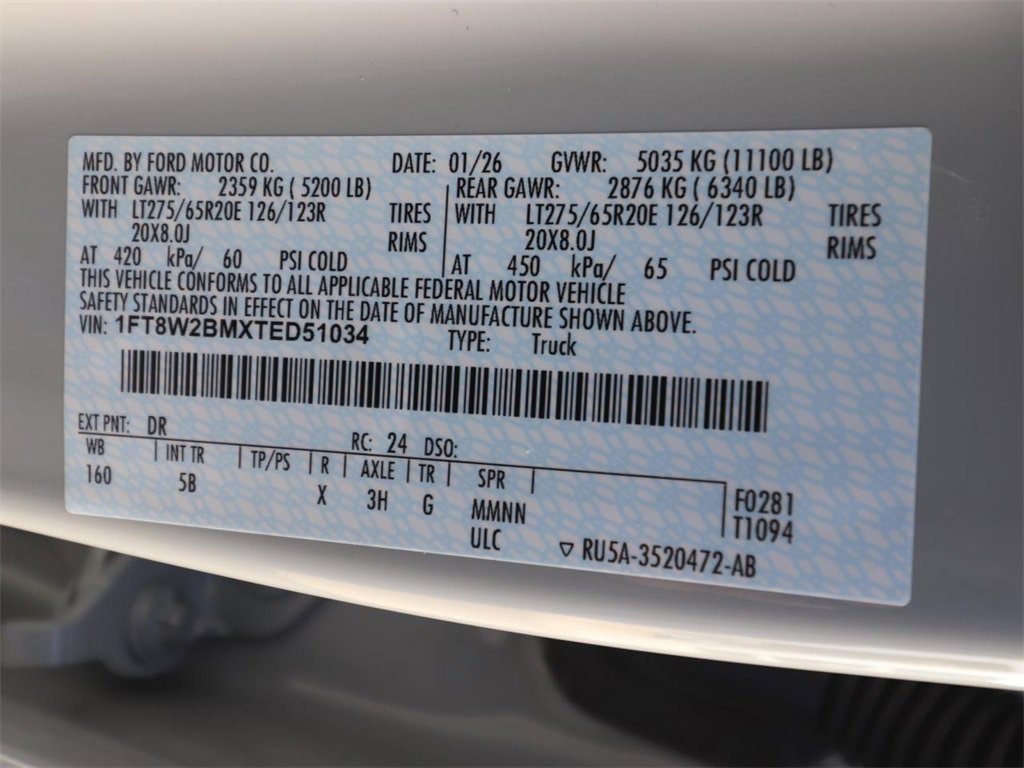 MFD. BY FORD MOTOR CO. DATE: 01/26 GVWR: 5035 KG (11100 LB)
FRONT GAWR: 2359 KG ( 5200 LB) REAR GAWR: 2876 KG ( 6340 LB)
WITH LT275/65R20E 126/123R TIRES WITH LT275/65R20E 126/123R TIRES
20X8.0J RIMS 20X8.0J RIMS
AT 420 kPa/ 60 PSI COLD AT 450 kPa/ 65 PSI COLD
THIS VEHICLE CONFORMS TO ALL APPLICABLE FEDERAL MOTOR VEHICLE
SAFETY STANDARDS IN EFFECT ON THE DATE OF MANUFACTURE SHOWN ABOVE.
VIN: 1FT8W2BMXTED51034 TYPE: Truck
EXT PNT: DR RC: 24 DSO:
WB INT TR TP/PS R AXLE TR SPR
160 5B X 3H G MMNN F0281
ULC T1094
RU5A-3520472-AB